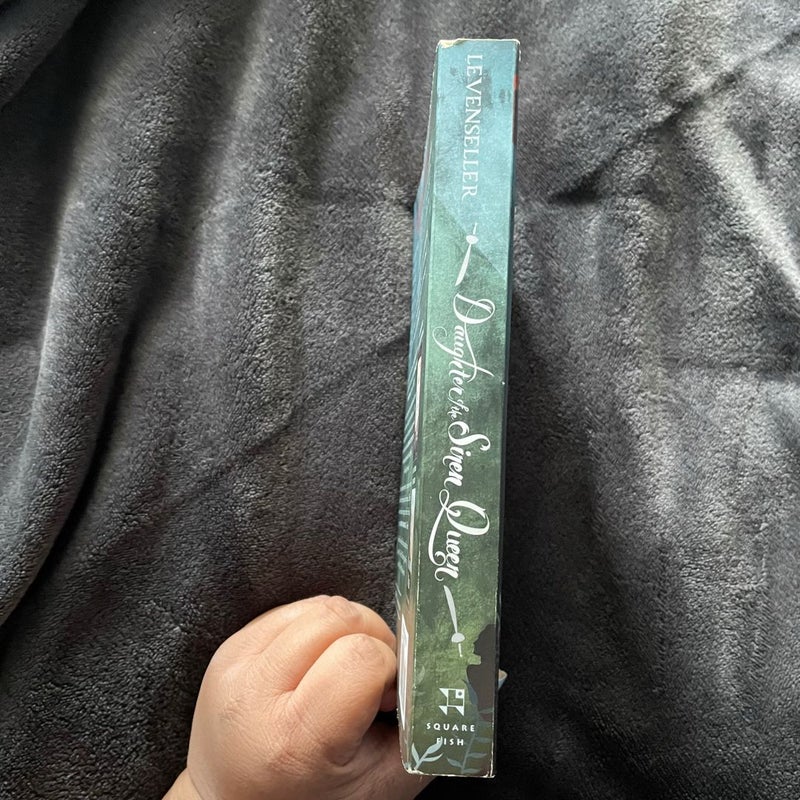 LEVENSELLER
Daughter of the Siren Queen
SQUARE
FISH